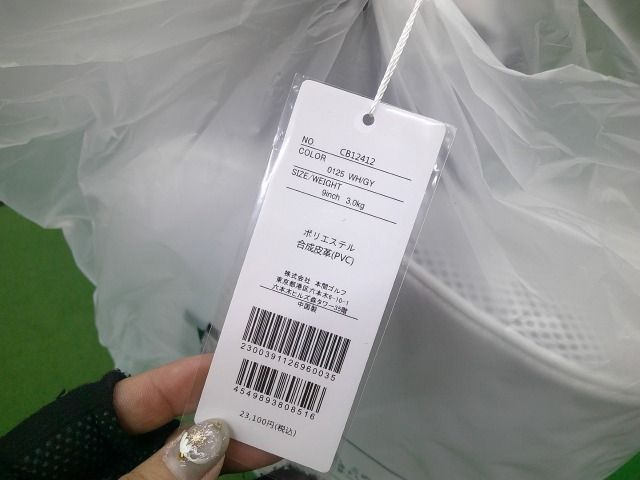 NO CB12412
COLOR
0125 WH/GY
SIZE/WEIGHT
9inch 3.0kg
ポリエステル
合成皮革(PVC)
株式会社 本間ゴルフ
東京都港区六本木6-10-1
六本木ヒルズ森タワー35階
中国製
2300391128960035
4549893608516
23,100円(税込)